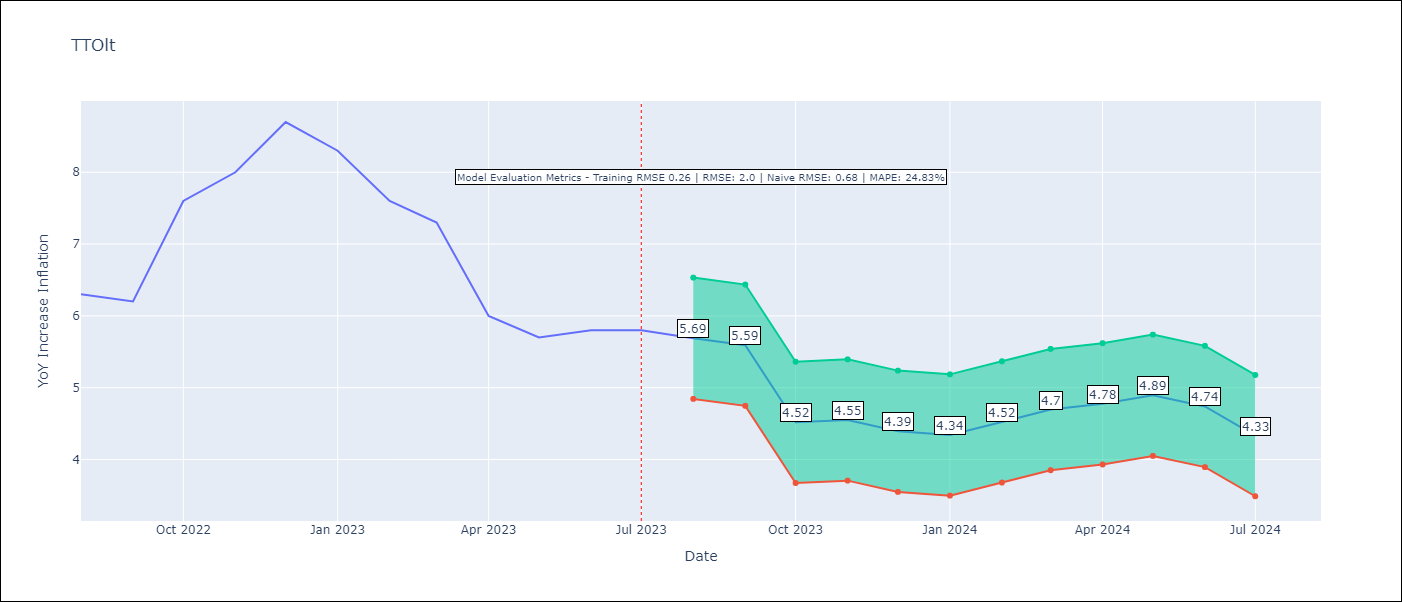 TTOlt
Model Evaluation Metrics - Training RMSE 0.26 | RMSE: 2.0 | Naive RMSE: 0.68 | MAPE: 24.83%
YoY Increase Inflation
8
7
6
5
4
5.69
5.59
4.52
4.55
4.39
4.34
4.52
4.7
4.78
4.89
4.74
4.33
Oct 2022
Jan 2023
Apr 2023
Jul 2023
Oct 2023
Jan 2024
Apr 2024
Jul 2024
Date